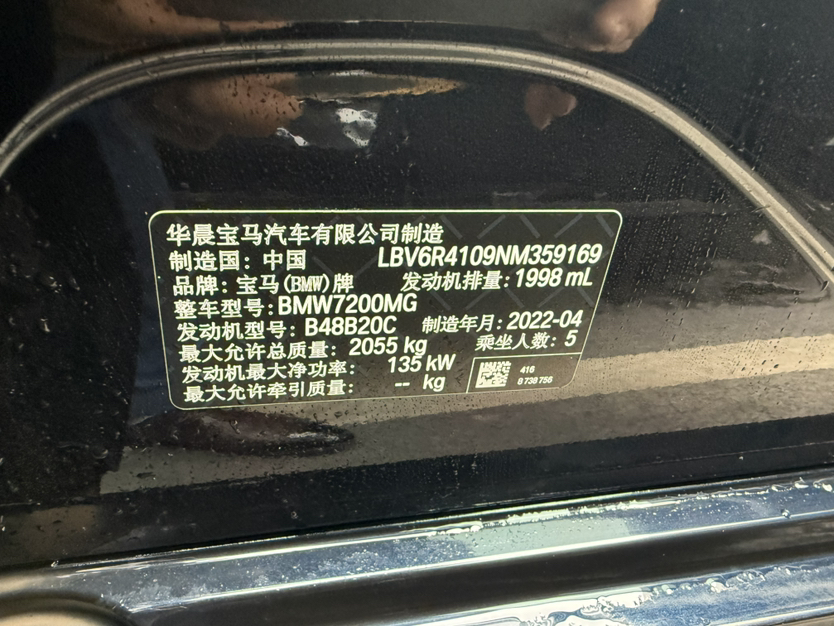 华晨宝马汽车有限公司制造
制造国：中国 LBV6R4109NM359169
品牌：宝马(BMW)牌 发动机排量：1998 mL
整车型号：BMW7200MG
发动机型号：B48B20C 制造年月：2022-04
最大允许总质量：2055 kg 乘坐人数：5
发动机最大净功率：135 kW
最大允许牵引质量：-- kg
416
8 738 756